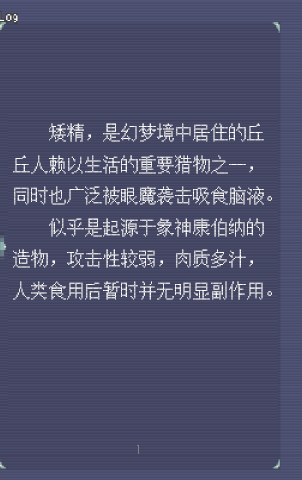 _09
矮精，是幻梦境中居住的丘
丘人赖以生活的重要猎物之一，
同时也广泛被眼魔袭击吸食脑液。
似乎是起源于象神康伯纳的
造物，攻击性较弱，肉质多汁，
人类食用后暂时并无明显副作用。
1